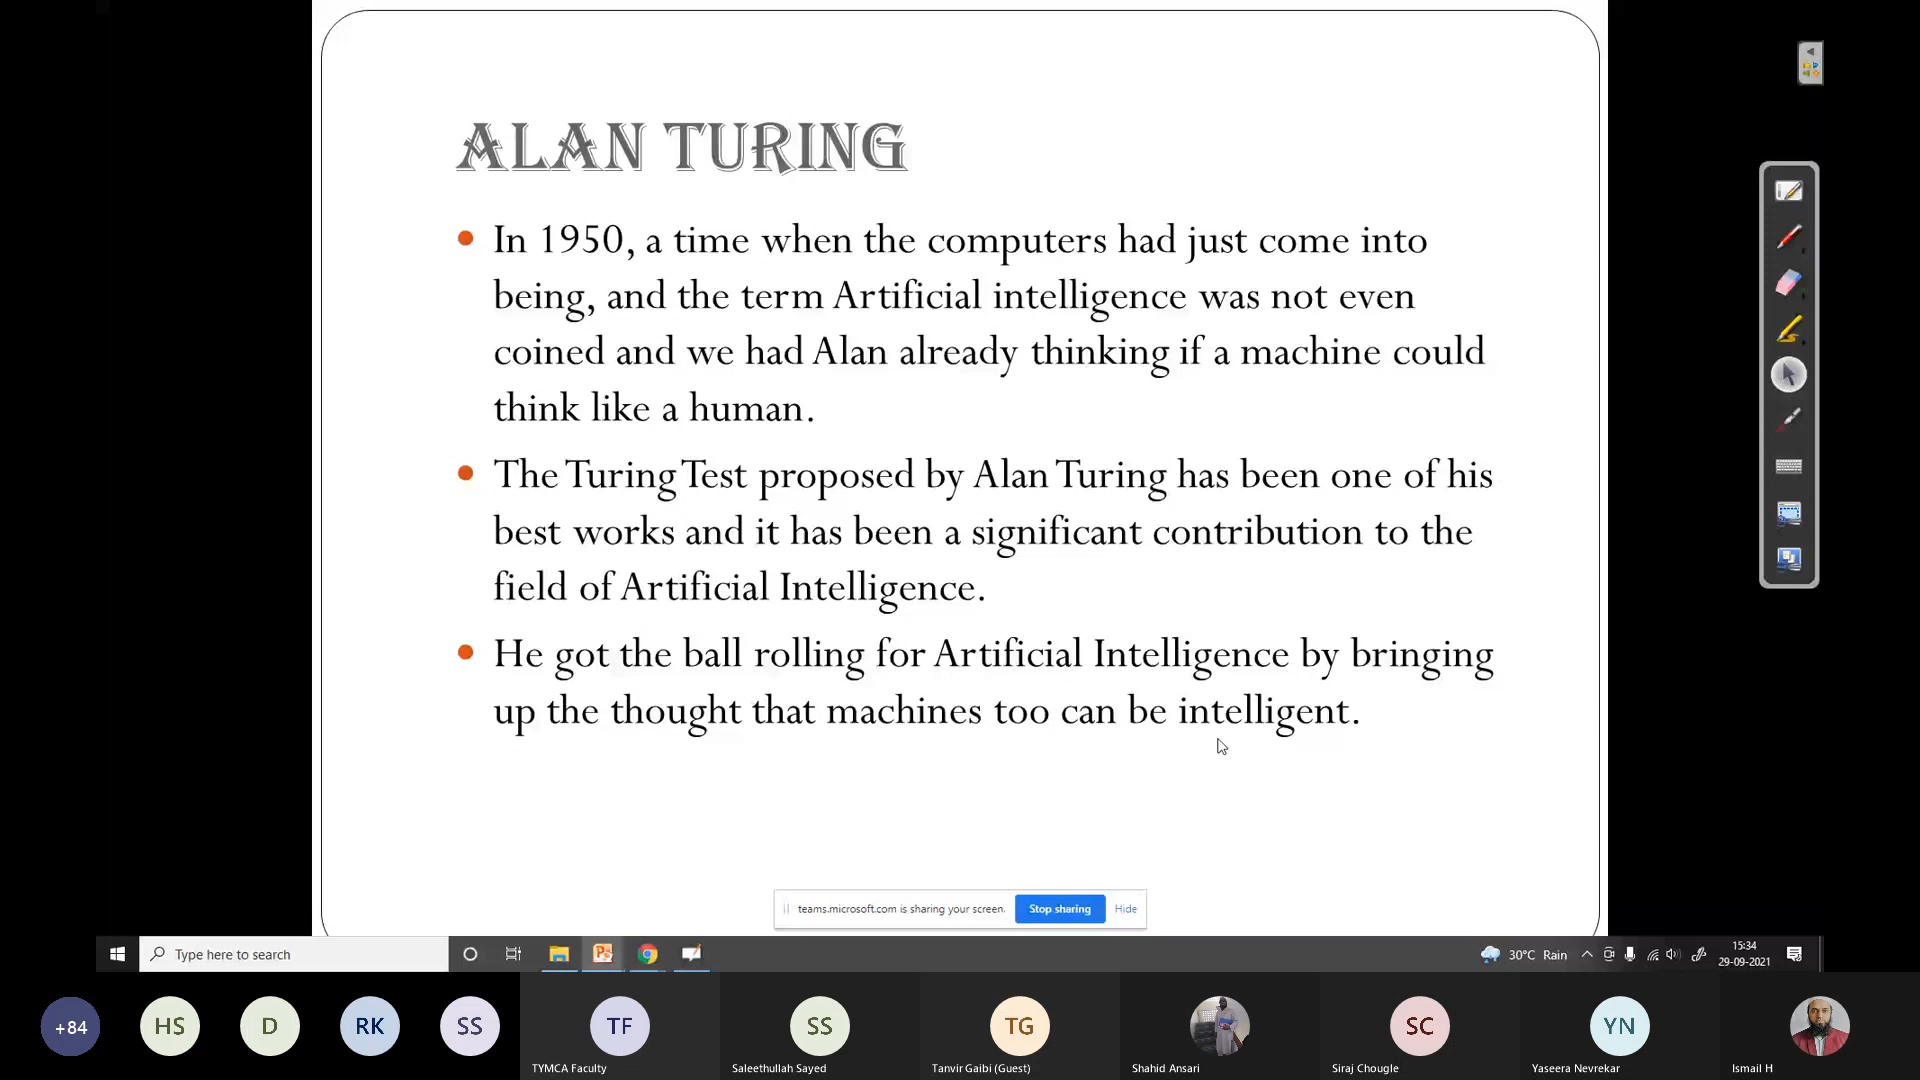 ALAN TURING
In 1950, a time when the computers had just come into
being, and the term Artificial intelligence was not even
coined and we had Alan already thinking if a machine could
think like a human.
The Turing Test proposed by Alan Turing has been one of his
best works and it has been a significant contribution to the
field of Artificial Intelligence.
He got the ball rolling for Artificial Intelligence by bringing
up the thought that machines too can be intelligent.
teams.microsoft.com is sharing your screen. Stop sharing Hide
Type here to search
30°C Rain
15:34
29-09-2021
+84 HS D RK SS TF SS TG SC YN
TYMCA Faculty Saleethullah Sayed Tanvir Gaibi (Guest) Shahid Ansari Siraj Chougle Yaseera Nevrekar Ismail H